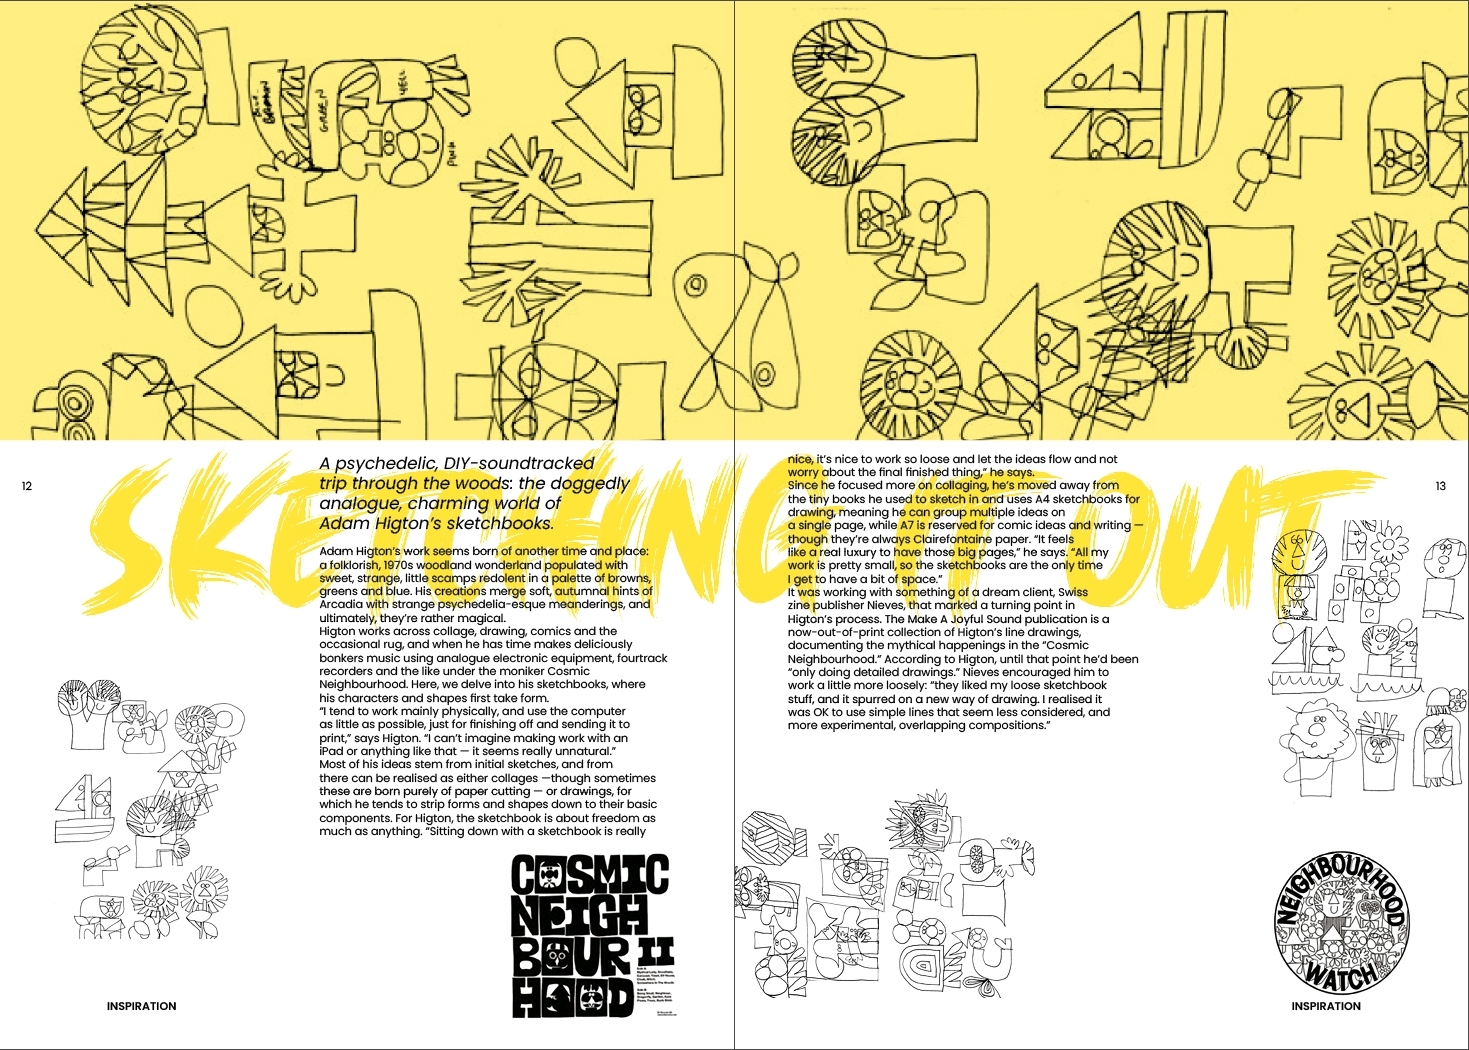 BROWN
GREEN
YELL
PINK
SKETCHING IT OUT
12
A psychedelic, DIY-soundtracked
trip through the woods: the doggedly
analogue, charming world of
Adam Higton's sketchbooks.
Adam Higton's work seems born of another time and place:
a folklorish, 1970s woodland wonderland populated with
sweet, strange, little scamps redolent in a palette of browns,
greens and blue. His creations merge soft, autumnal hints of
Arcadia with strange psychedelia-esque meanderings, and
ultimately, they're rather magical.
Higton works across collage, drawing, comics and the
occasional rug, and when he has time makes deliciously
bonkers music using analogue electronic equipment, fourtrack
recorders and the like under the moniker Cosmic
Neighbourhood. Here, we delve into his sketchbooks, where
his characters and shapes first take form.
"I tend to work mainly physically, and use the computer
as little as possible, just for finishing off and sending it to
print," says Higton. "I can't imagine making work with an
iPad or anything like that — it seems really unnatural."
Most of his ideas stem from initial sketches, and from
there can be realised as either collages —though sometimes
these are born purely of paper cutting — or drawings, for
which he tends to strip forms and shapes down to their basic
components. For Higton, the sketchbook is about freedom as
much as anything. "Sitting down with a sketchbook is really
COSMIC
NEIGH
BOUR II
HOOD
INSPIRATION
nice, it's nice to work so loose and let the ideas flow and not
worry about the final finished thing," he says.
Since he focused more on collaging, he's moved away from
the tiny books he used to sketch in and uses A4 sketchbooks for
drawing, meaning he can group multiple ideas on
a single page, while A7 is reserved for comic ideas and writing —
though they're always Clairefontaine paper. "It feels
like a real luxury to have those big pages," he says. "All my
work is pretty small, so the sketchbooks are the only time
I get to have a bit of space."
It was working with something of a dream client, Swiss
zine publisher Nieves, that marked a turning point in
Higton's process. The Make A Joyful Sound publication is a
now-out-of-print collection of Higton's line drawings,
documenting the mythical happenings in the "Cosmic
Neighbourhood." According to Higton, until that point he'd been
"only doing detailed drawings." Nieves encouraged him to
work a little more loosely: "they liked my loose sketchbook
stuff, and it spurred on a new way of drawing. I realised it
was OK to use simple lines that seem less considered, and
more experimental, overlapping compositions."
13
NEIGHBOURHOOD
WATCH
INSPIRATION